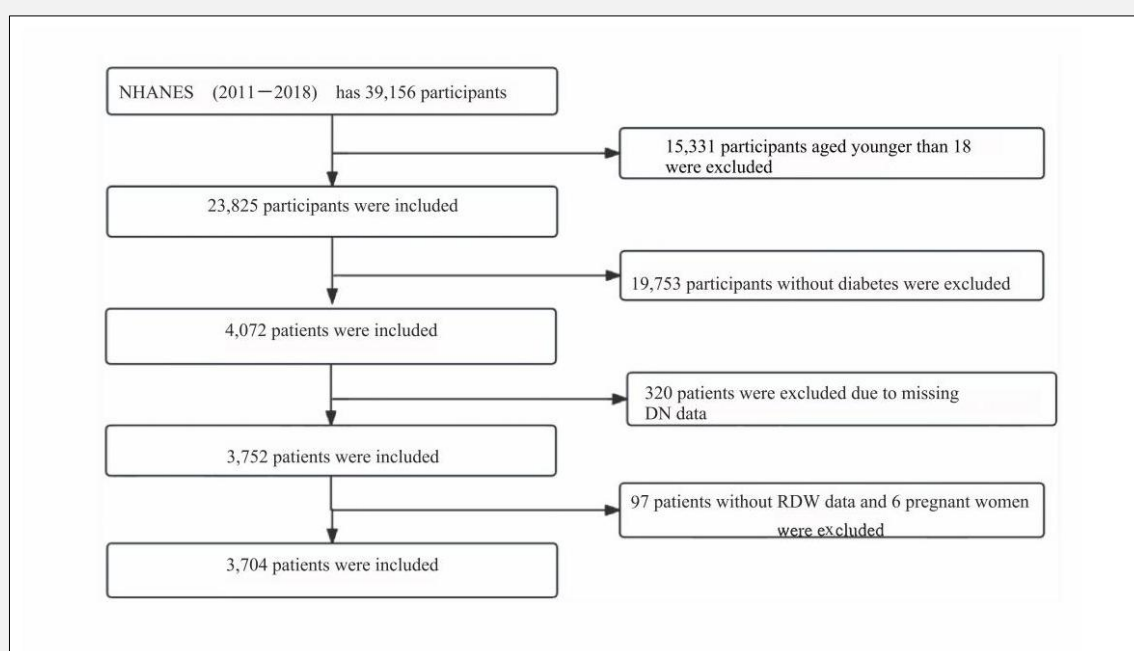 NHANES (2011—2018) has 39,156 participants
15,331 participants aged younger than 18
were excluded
23,825 participants were included
19,753 participants without diabetes were excluded
4,072 patients were included
320 patients were excluded due to missing
DN data
3,752 patients were included
97 patients without RDW data and 6 pregnant women
were excluded
3,704 patients were included